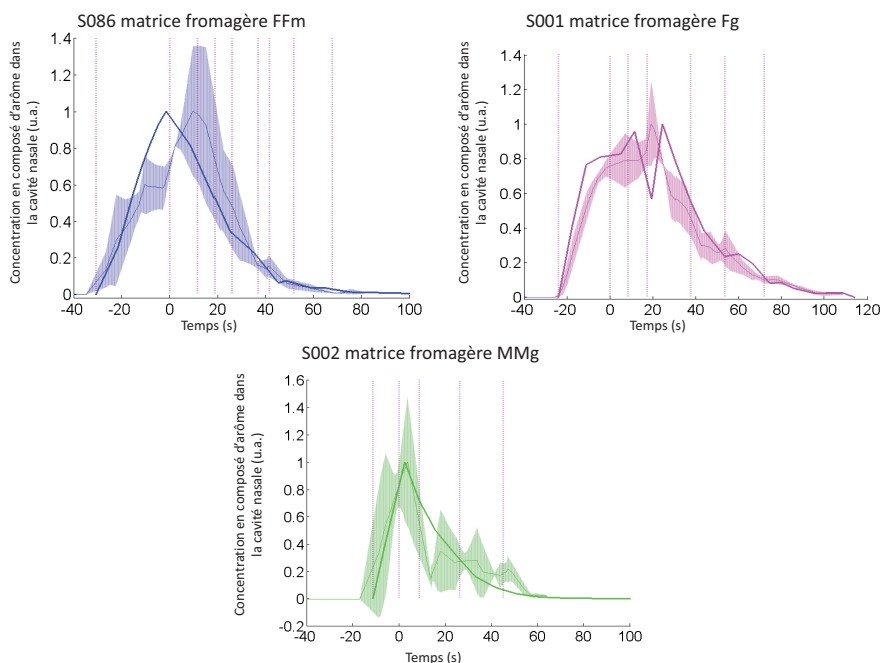 S086 matrice fromagère FFm
Concentration en composé d'arôme dans
la cavité nasale (u.a.)
1.4
1.2
1
0.8
0.6
0.4
0.2
0
-40 -20 0 20 40 60 80 100
Temps (s)
S001 matrice fromagère Fg
Concentration en composé d'arôme dans
la cavité nasale (u.a.)
1.4
1.2
1
0.8
0.6
0.4
0.2
0
-40 -20 0 20 40 60 80 100 120
Temps (s)
S002 matrice fromagère MMg
Concentration en composé d'arôme dans
la cavité nasale (u.a.)
1.6
1.4
1.2
1
0.8
0.6
0.4
0.2
0
-0.2
-40 -20 0 20 40 60 80 100
Temps (s)